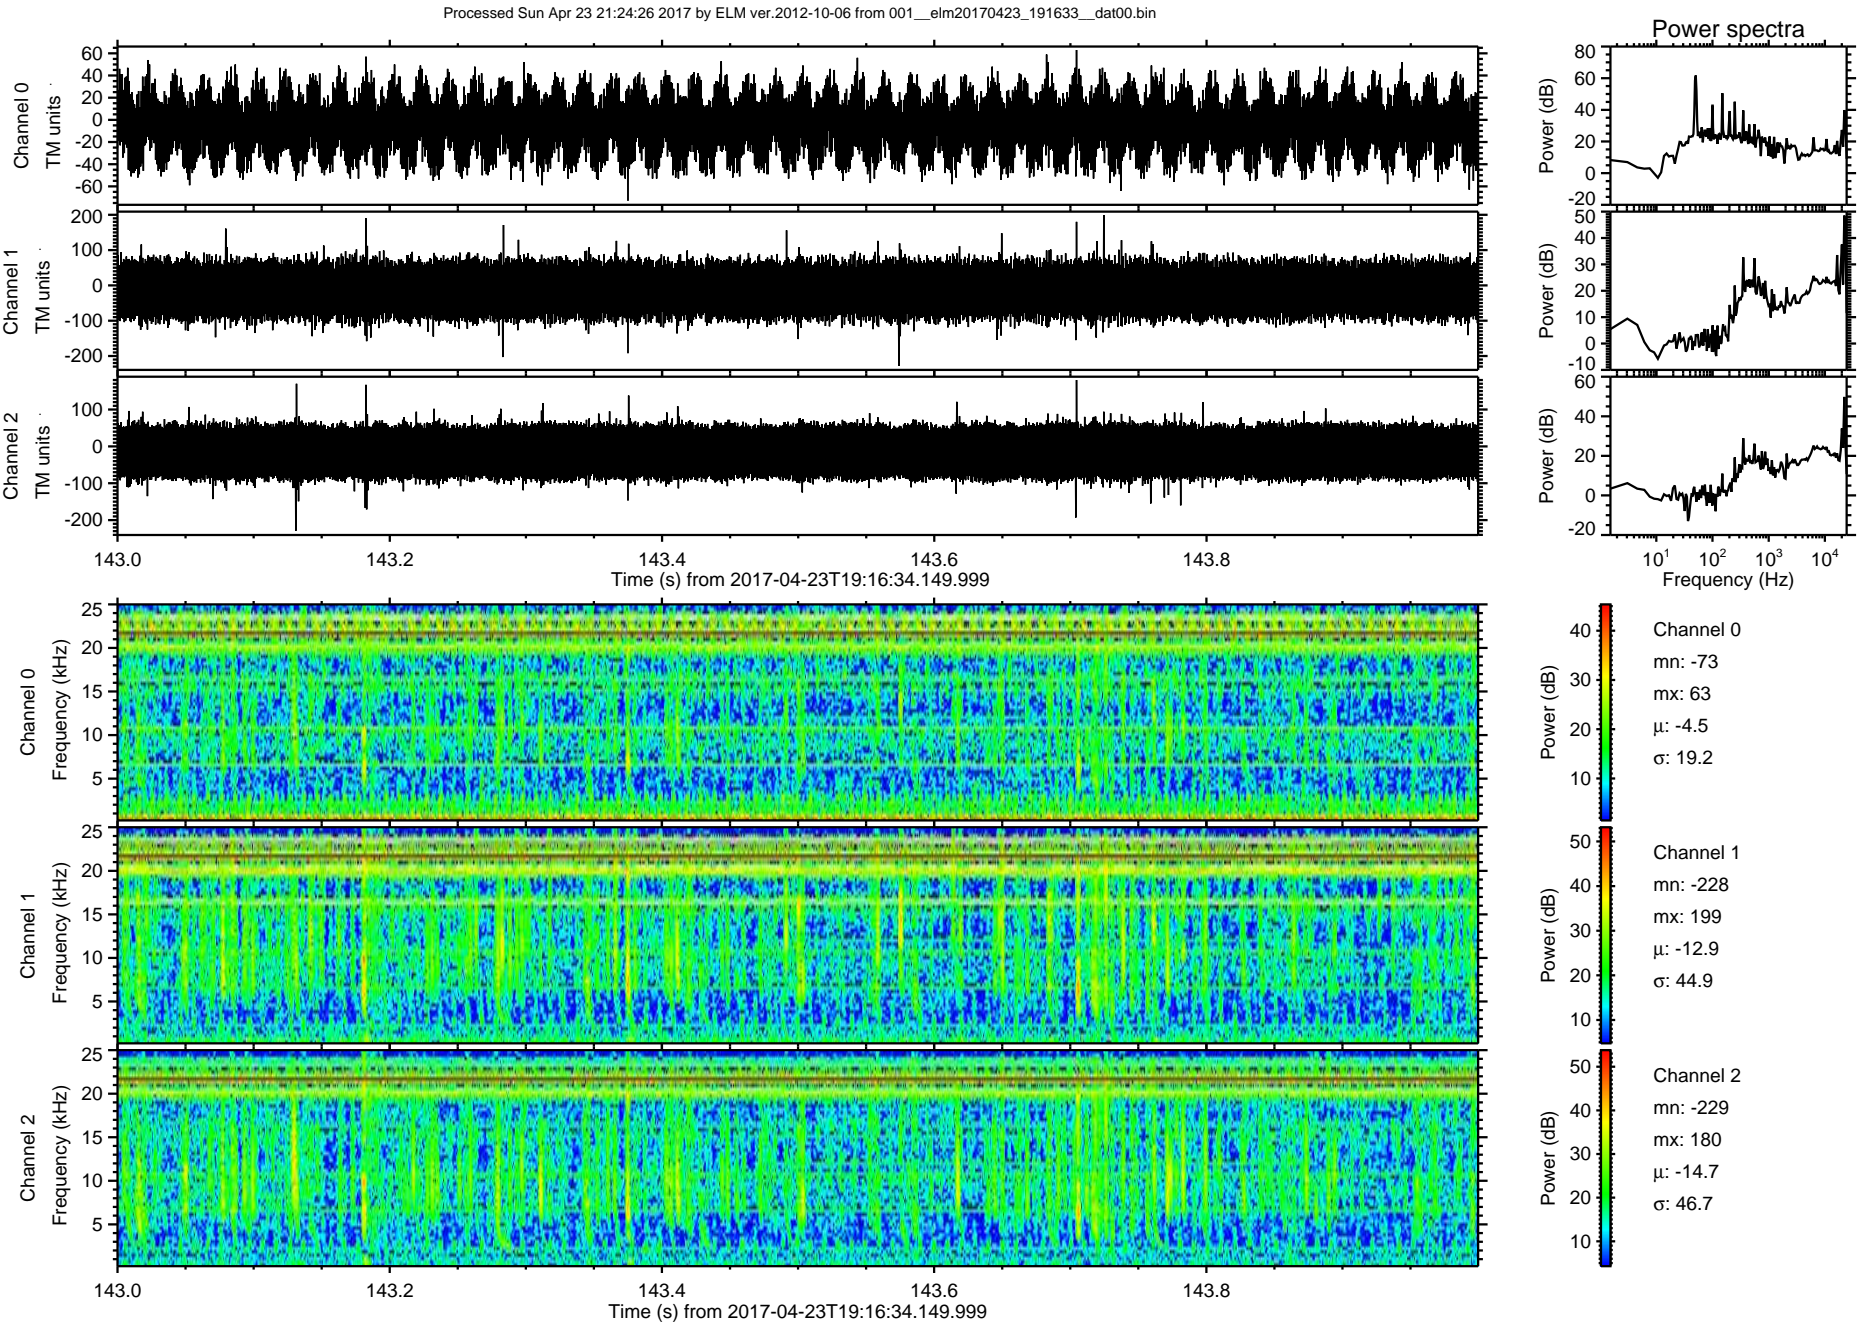 Processed Sun Apr 23 21:24:26 2017 by ELM ver.2012-10-06 from 001__elm20170423_191633__dat00.bin
Power spectra
Channel 0
TM units
60
40
20
0
-20
-40
-60
Power (dB)
80
60
40
20
0
-20
Channel 1
TM units
200
100
0
-100
-200
Power (dB)
50
40
30
20
10
0
-10
Channel 2
TM units
100
0
-100
-200
Power (dB)
60
40
20
0
-20
143.0 143.2 143.4 143.6 143.8
Time (s) from 2017-04-23T19:16:34.149.999
10^1 10^2 10^3 10^4
Frequency (Hz)
Channel 0
Frequency (kHz)
25
20
15
10
5
Power (dB)
40
30
20
10
Channel 0
mn: -73
mx: 63
μ: -4.5
σ: 19.2
Channel 1
Frequency (kHz)
25
20
15
10
5
Power (dB)
50
40
30
20
10
Channel 1
mn: -228
mx: 199
μ: -12.9
σ: 44.9
Channel 2
Frequency (kHz)
25
20
15
10
5
Power (dB)
50
40
30
20
10
Channel 2
mn: -229
mx: 180
μ: -14.7
σ: 46.7
143.0 143.2 143.4 143.6 143.8
Time (s) from 2017-04-23T19:16:34.149.999